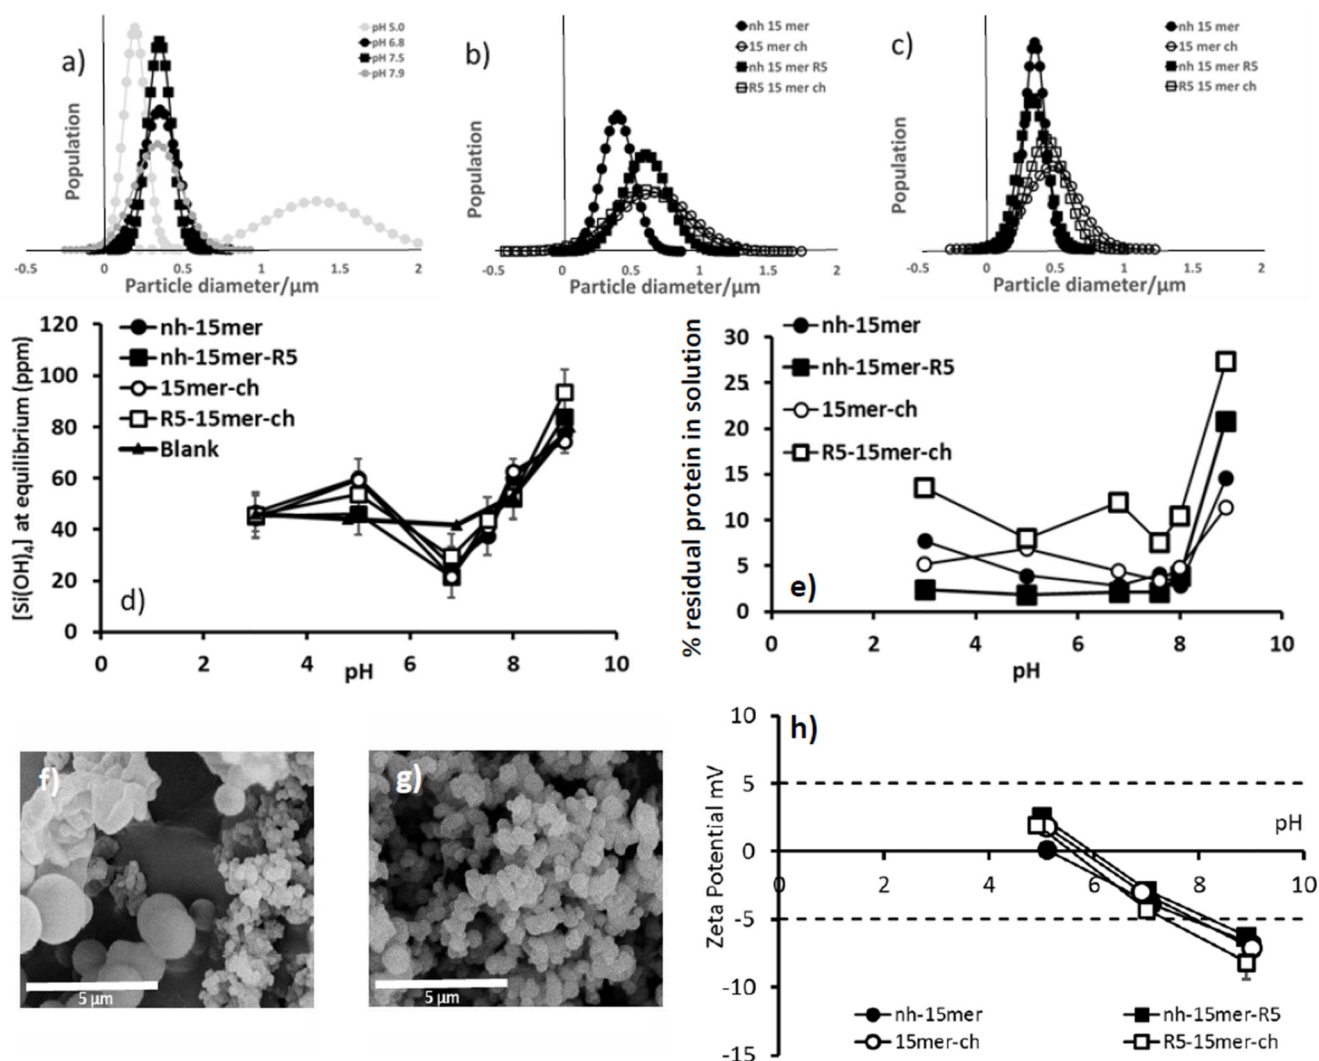 a)
pH 5.0
pH 6.8
pH 7.5
pH 7.9
Population
-0.5 0 0.5 1 1.5 2
Particle diameter/μm
b)
nh 15 mer
15 mer ch
nh 15 mer R5
R5 15 mer ch
Population
-0.5 0 0.5 1 1.5 2
Particle diameter/μm
c)
nh 15 mer
15 mer ch
nh 15 mer R5
R5 15 mer ch
Population
-0.5 0 0.5 1 1.5 2
Particle diameter/μm
[Si(OH)4] at equilibrium (ppm)
120
100
80
60
40
20
0
nh-15mer
nh-15mer-R5
15mer-ch
R5-15mer-ch
Blank
d)
0 2 4 6 8 10
pH
% residual protein in solution
30
25
20
15
10
5
0
nh-15mer
nh-15mer-R5
15mer-ch
R5-15mer-ch
e)
0 2 4 6 8 10
pH
f)
5 μm
g)
5 μm
h)
Zeta Potential mV
10
5
0
-5
-10
-15
pH
0 2 4 6 8 10
nh-15mer
nh-15mer-R5
15mer-ch
R5-15mer-ch